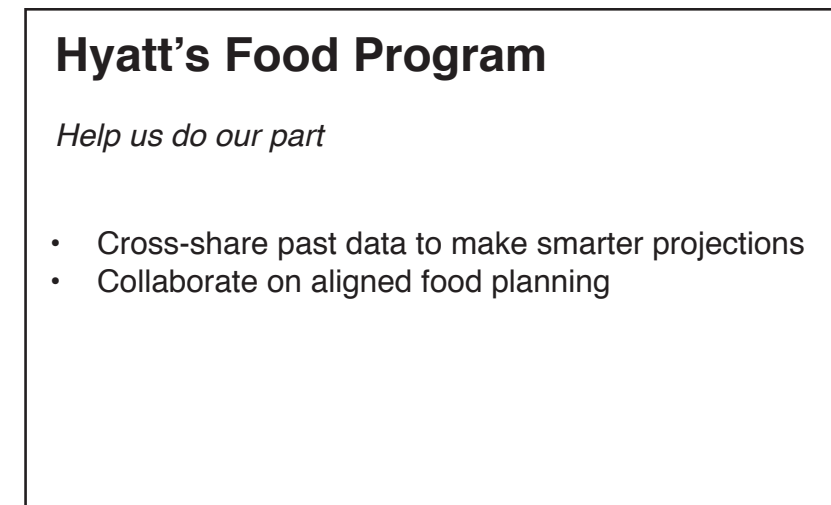 Hyatt’s Food Program
Help us do our part
• Cross-share past data to make smarter projections
• Collaborate on aligned food planning